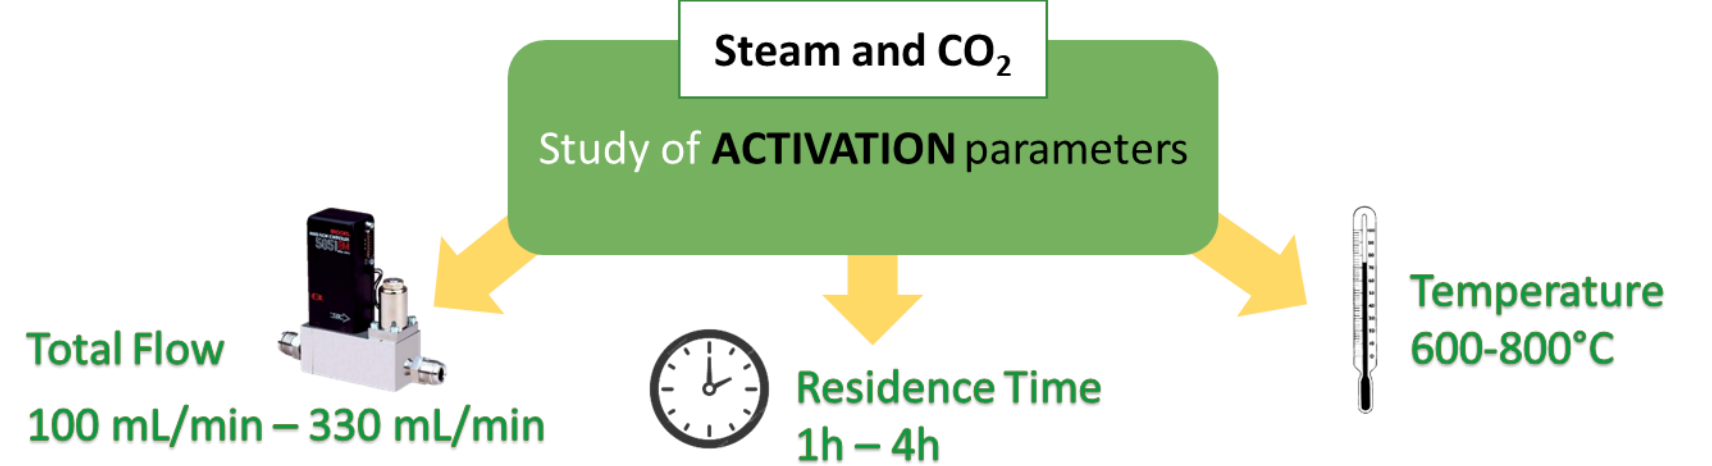 Steam and CO₂
Study of ACTIVATION parameters
Total Flow
100 mL/min – 330 mL/min
Residence Time
1h – 4h
Temperature
600-800°C